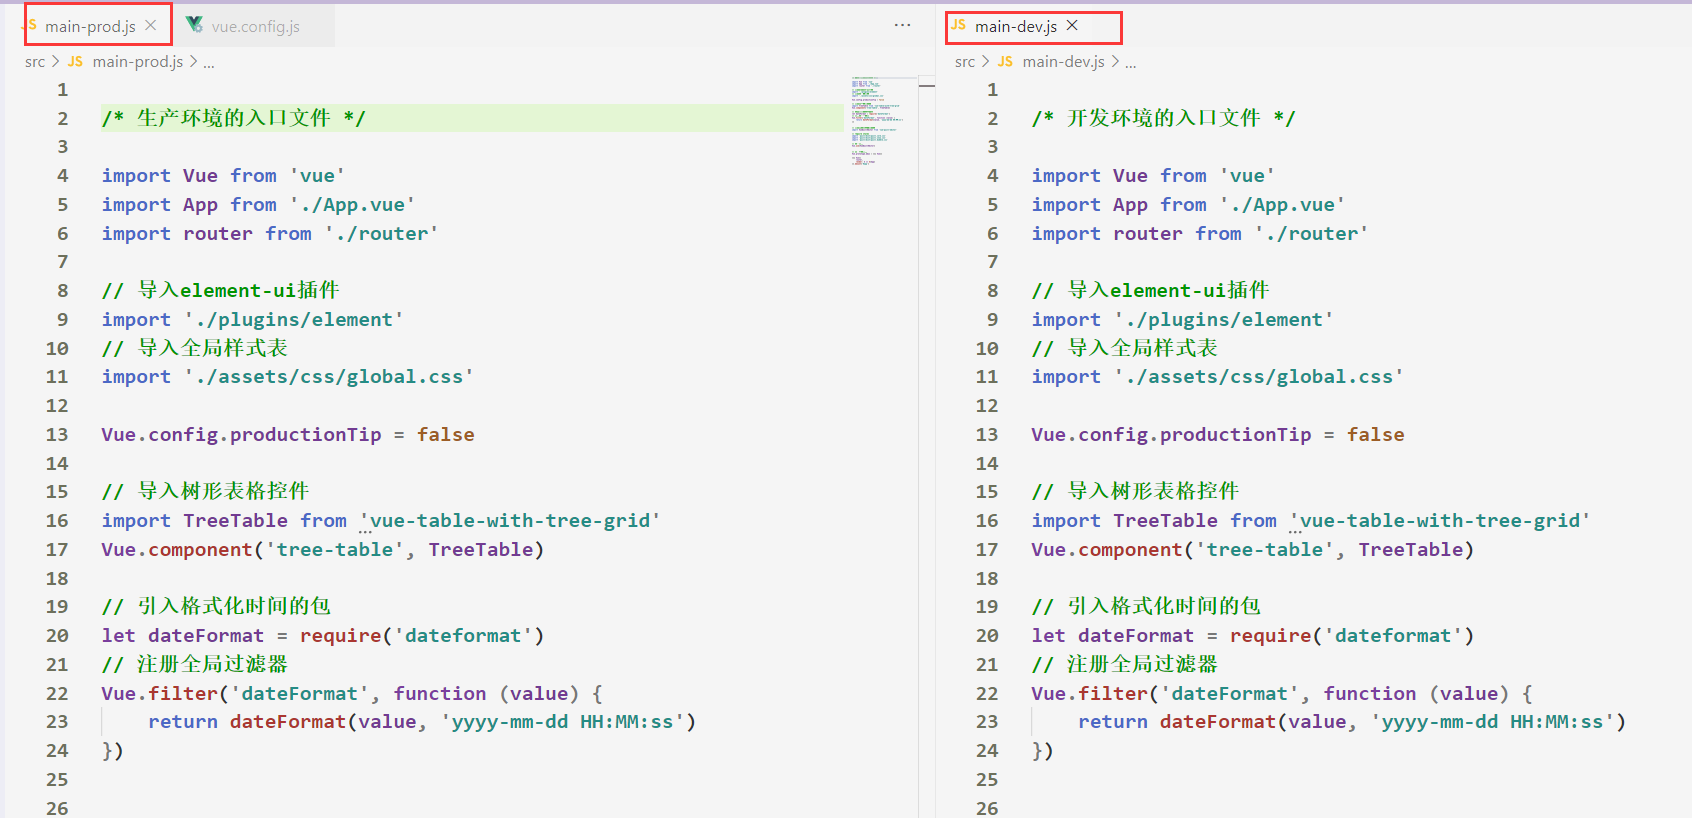 JS main-prod.js ×
vue.config.js
...
src > JS main-prod.js > ...
1
2 /* 生产环境的入口文件 */
3
4 import Vue from 'vue'
5 import App from './App.vue'
6 import router from './router'
7
8 // 导入element-ui插件
9 import './plugins/element'
10 // 导入全局样式表
11 import './assets/css/global.css'
12
13 Vue.config.productionTip = false
14
15 // 导入树形表格控件
16 import TreeTable from 'vue-table-with-tree-grid'
17 Vue.component('tree-table', TreeTable)
18
19 // 引入格式化时间的包
20 let dateFormat = require('dateformat')
21 // 注册全局过滤器
22 Vue.filter('dateFormat', function (value) {
23 return dateFormat(value, 'yyyy-mm-dd HH:MM:ss')
24 })
25
26
JS main-dev.js ×
src > JS main-dev.js > ...
1
2 /* 开发环境的入口文件 */
3
4 import Vue from 'vue'
5 import App from './App.vue'
6 import router from './router'
7
8 // 导入element-ui插件
9 import './plugins/element'
10 // 导入全局样式表
11 import './assets/css/global.css'
12
13 Vue.config.productionTip = false
14
15 // 导入树形表格控件
16 import TreeTable from 'vue-table-with-tree-grid'
17 Vue.component('tree-table', TreeTable)
18
19 // 引入格式化时间的包
20 let dateFormat = require('dateformat')
21 // 注册全局过滤器
22 Vue.filter('dateFormat', function (value) {
23 return dateFormat(value, 'yyyy-mm-dd HH:MM:ss')
24 })
25
26